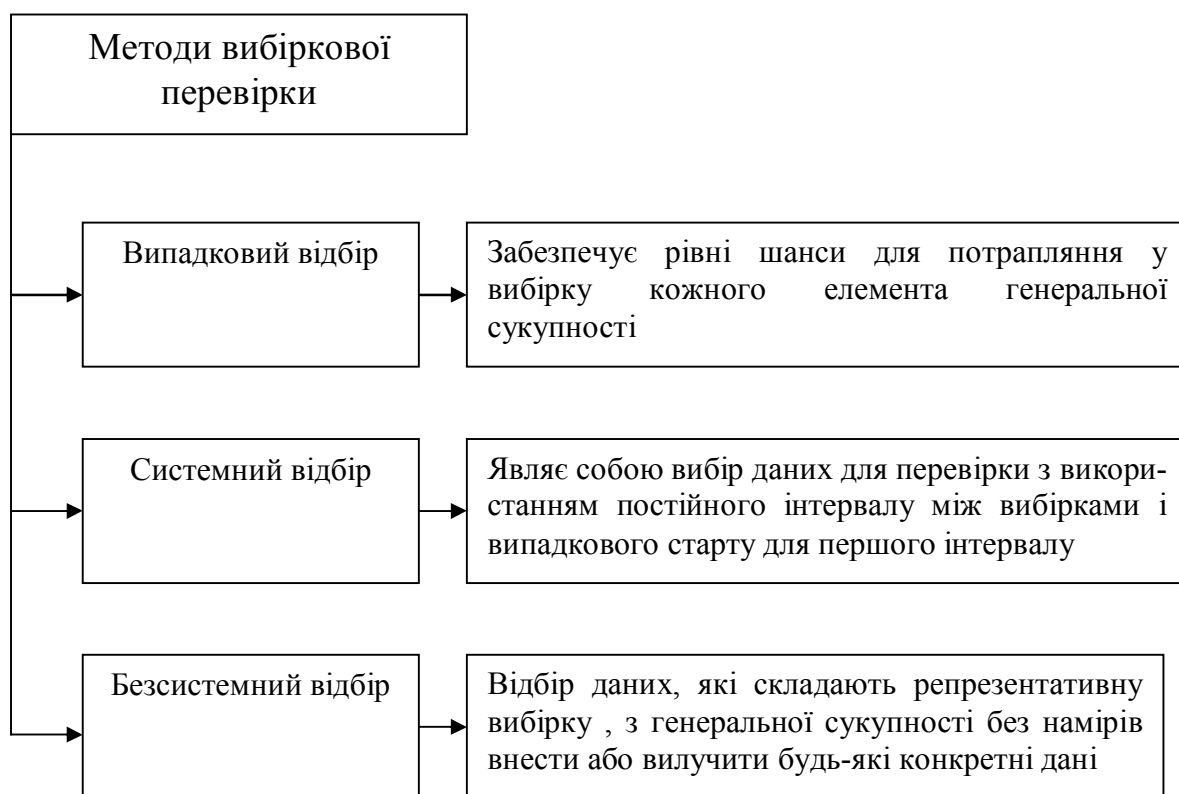 Методи вибіркової
перевірки
Випадковий відбір
Забезпечує рівні шанси для потрапляння у
вибірку кожного елемента генеральної
сукупності
Системний відбір
Являє собою вибір даних для перевірки з викори-
станням постійного інтервалу між вибірками і
випадкового старту для першого інтервалу
Безсистемний відбір
Відбір даних, які складають репрезентативну
вибірку , з генеральної сукупності без намірів
внести або вилучити будь-які конкретні дані